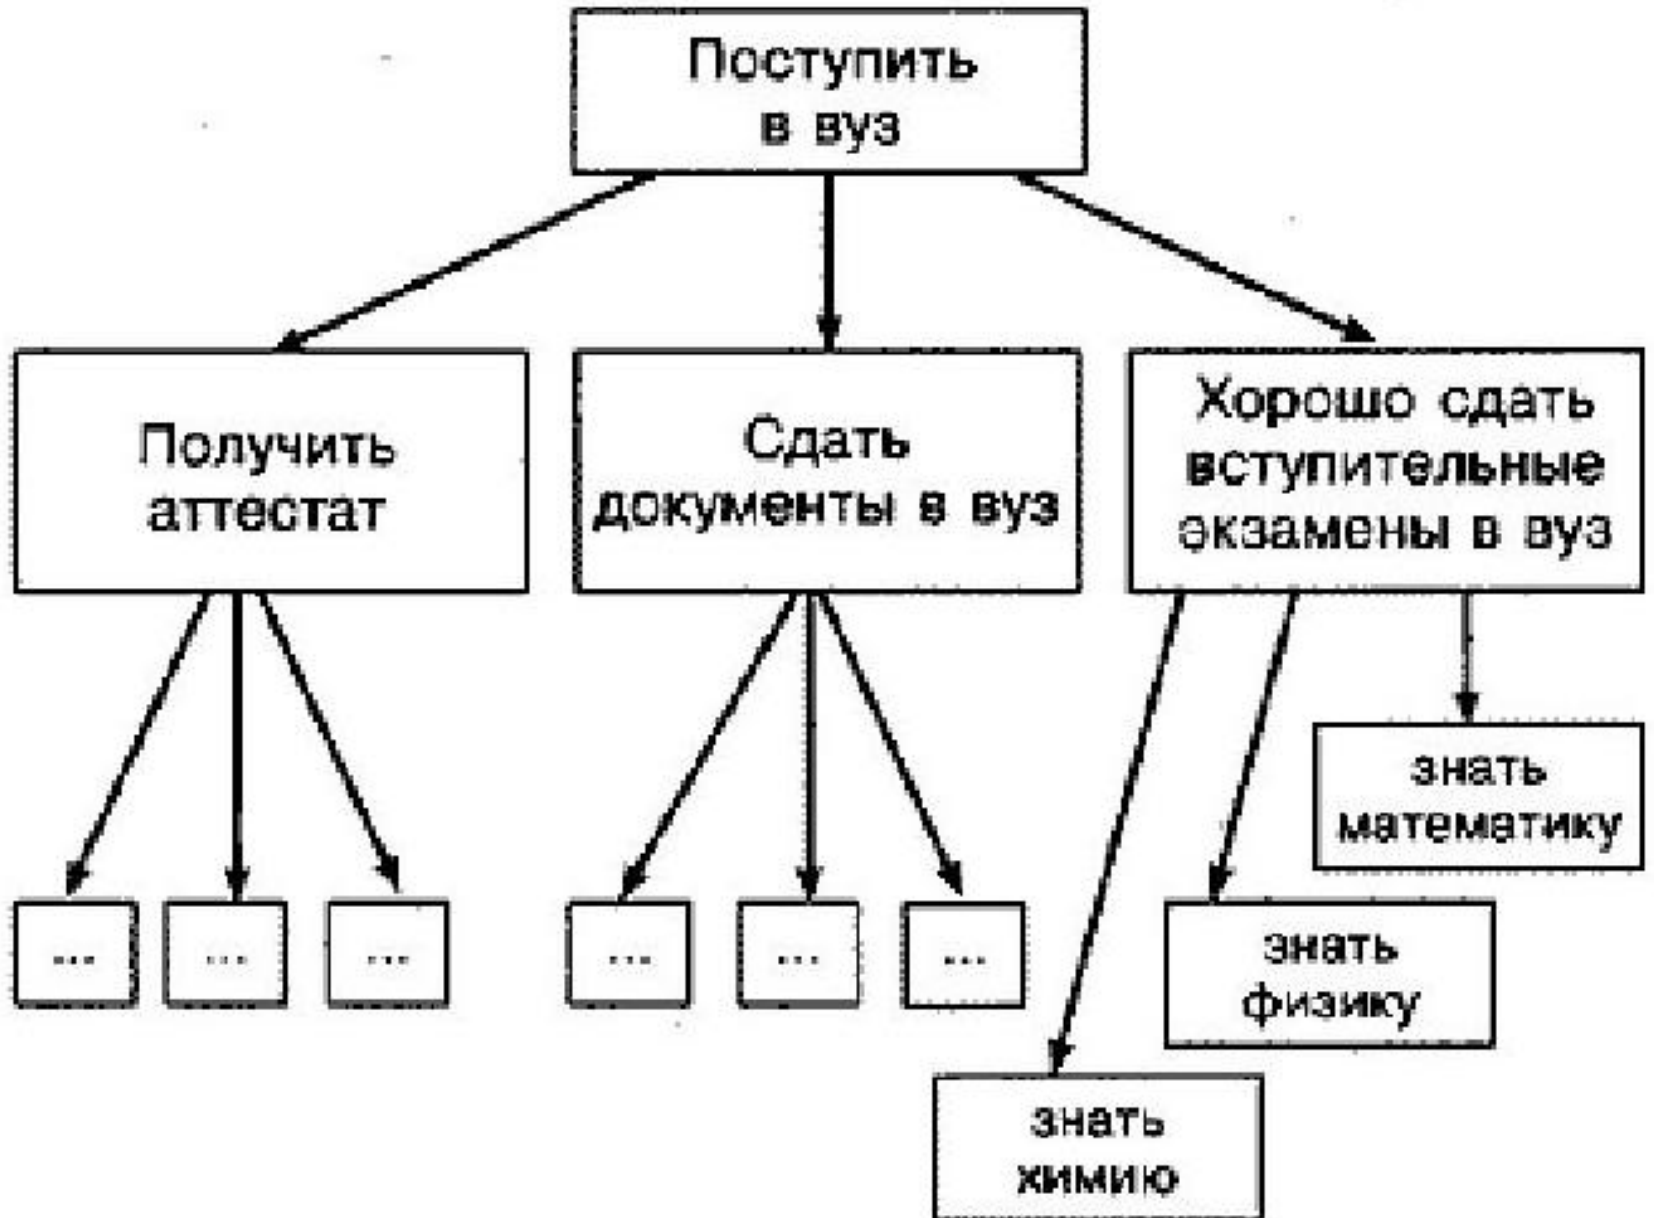 Поступить
в вуз
Получить
аттестат
Сдать
документы в вуз
Хорошо сдать
вступительные
экзамены в вуз
знать
математику
... ... ... ... ... ...
знать
физику
знать
химию